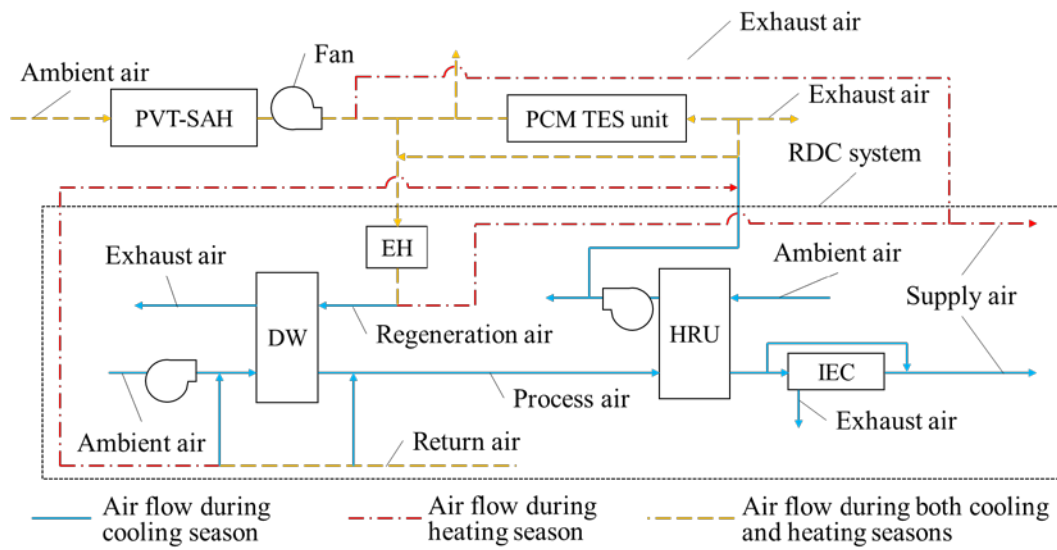 Exhaust air
Fan
Ambient air
Exhaust air
PVT-SAH
PCM TES unit
RDC system
EH
Exhaust air
Ambient air
Supply air
Regeneration air
DW
HRU
IEC
Process air
Exhaust air
Ambient air
Return air
Air flow during
cooling season
Air flow during
heating season
Air flow during both cooling
and heating seasons